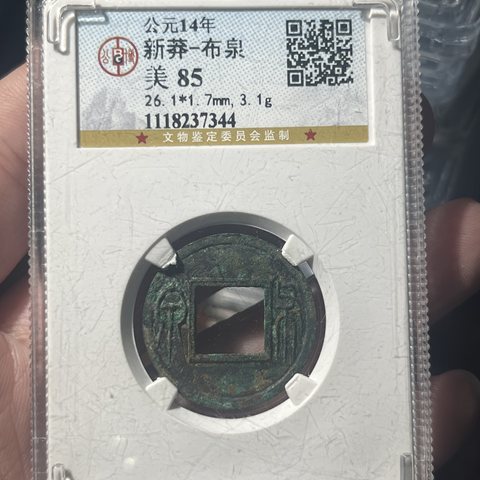 公元14年
新莽-布泉
美 85
26.1*1.7mm, 3.1g
1118237344
文物鉴定委员会监制